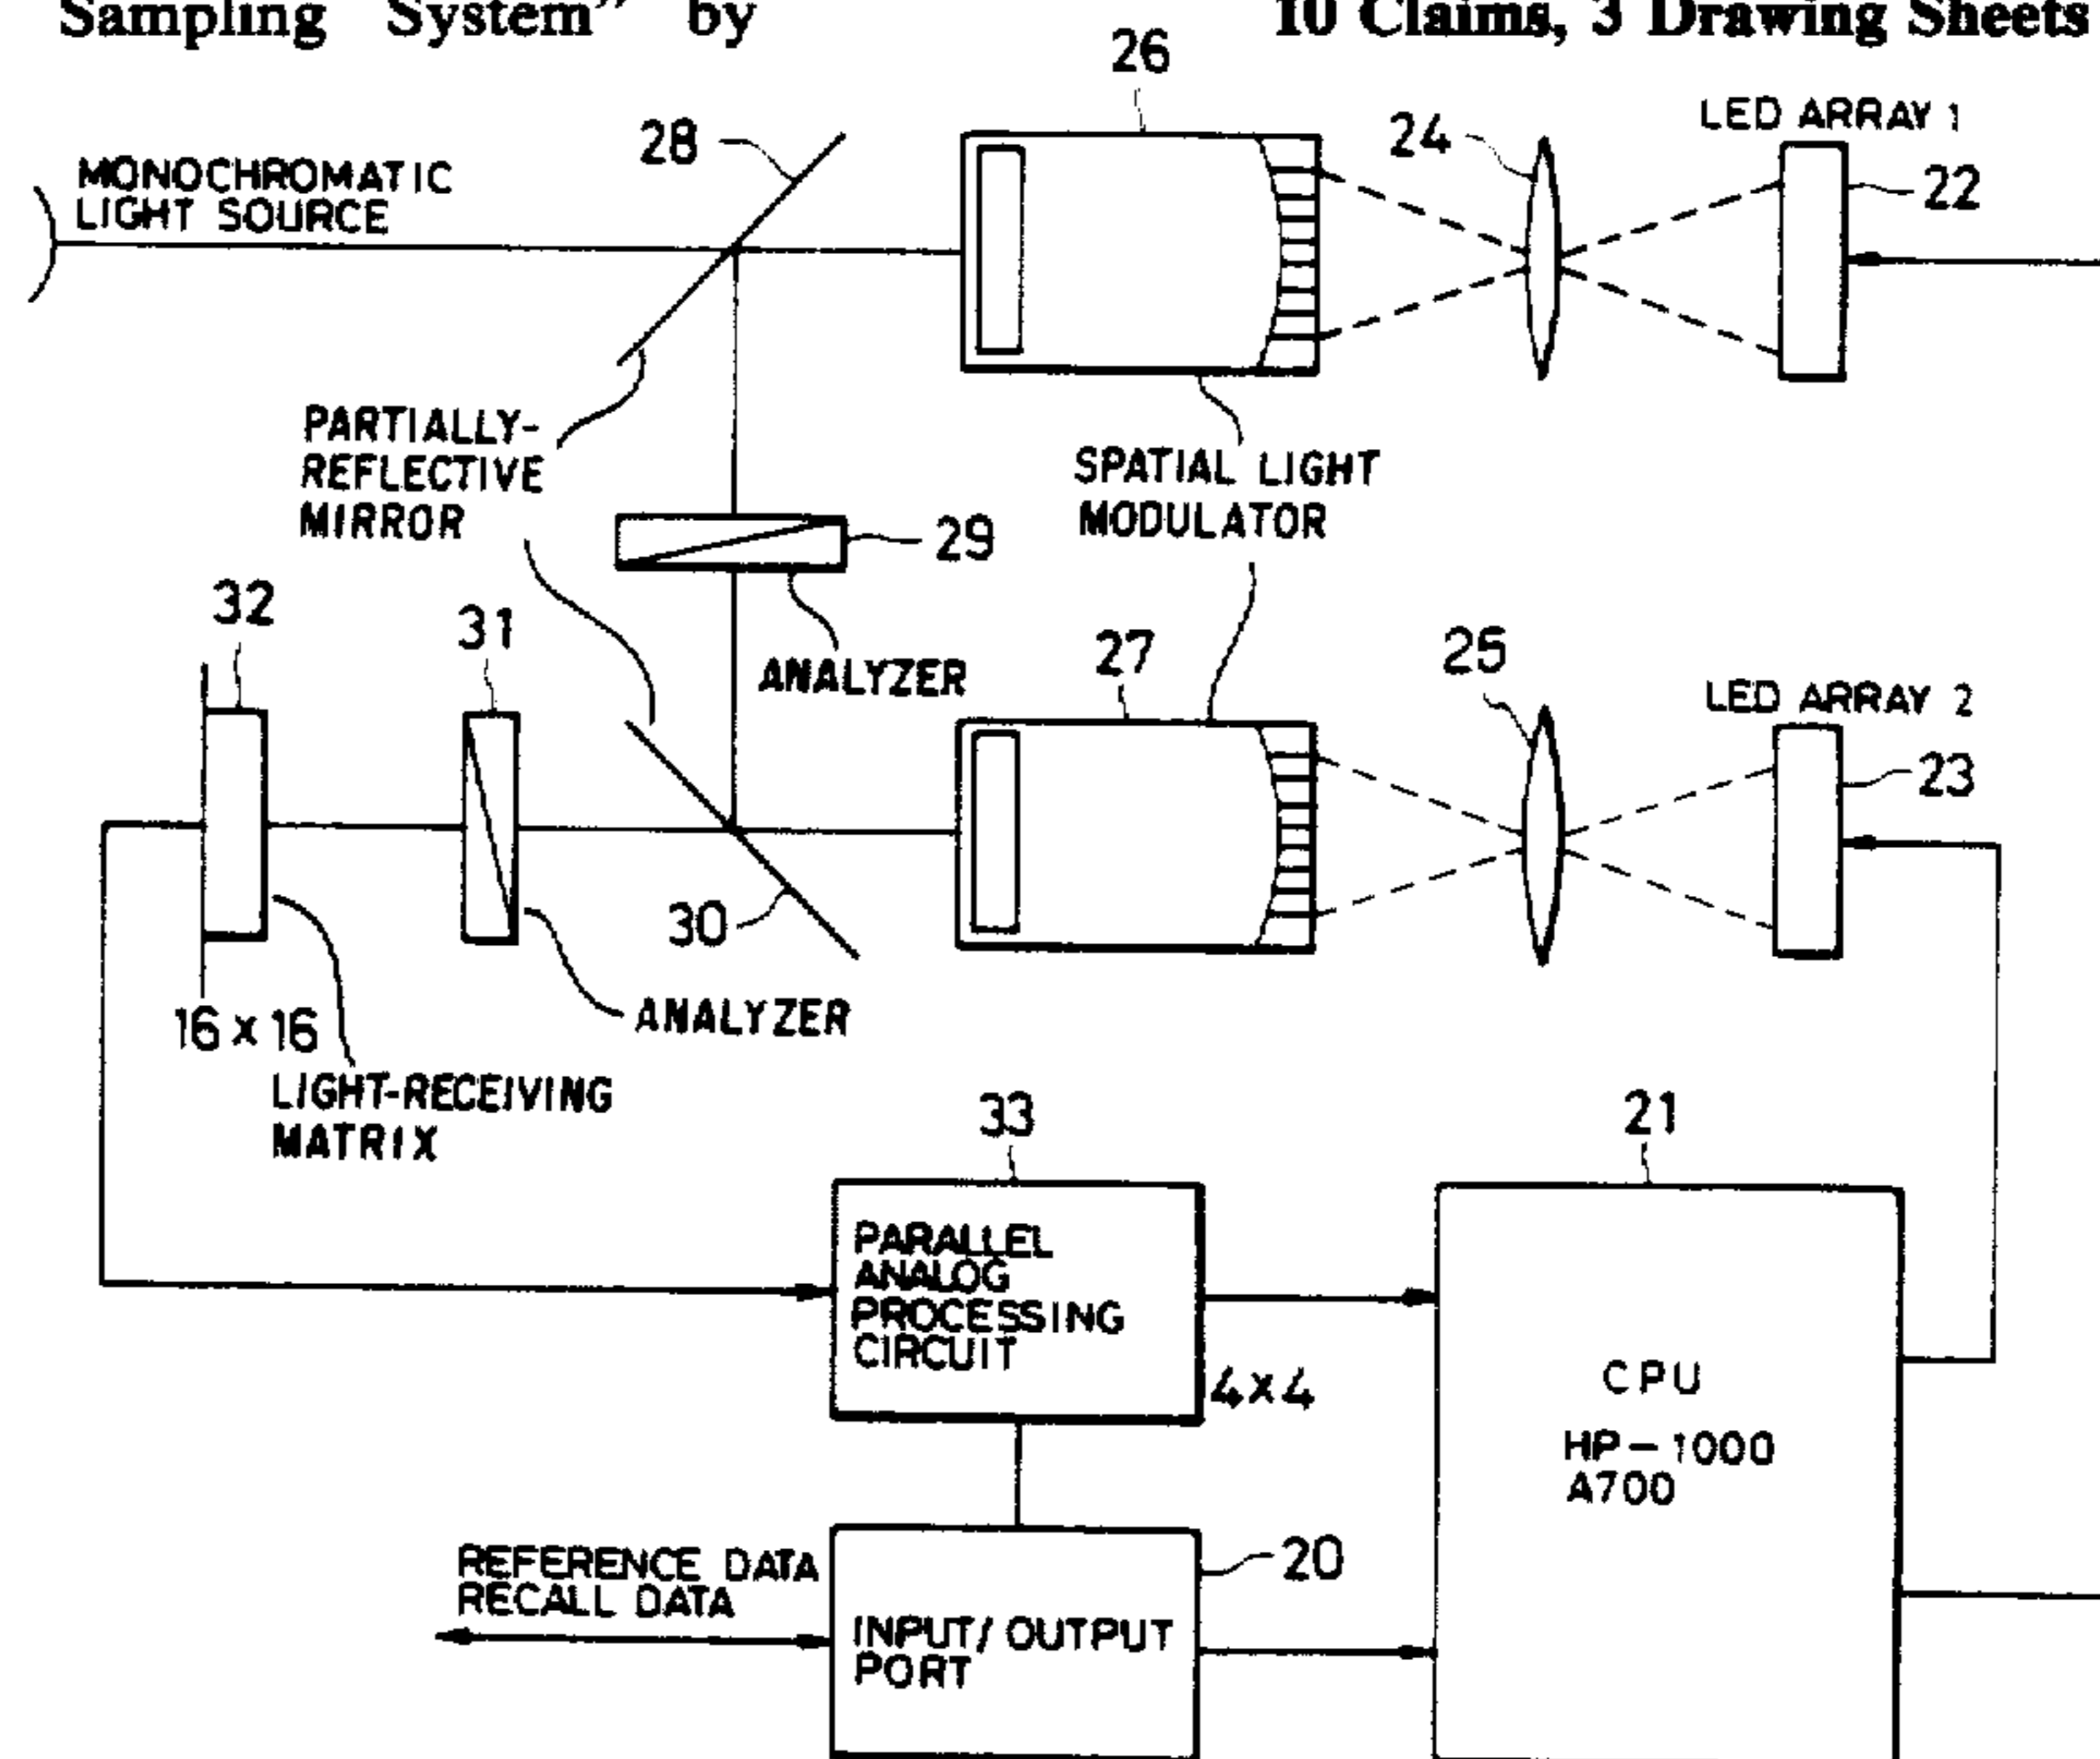 Sampling System” by
10 Claims, 3 Drawing Sheets
26
28
24
LED ARRAY 1
22
MONOCHROMATIC
LIGHT SOURCE
PARTIALLY-
REFLECTIVE
MIRROR
SPATIAL LIGHT
MODULATOR
29
32
31
ANALYZER
27
25
LED ARRAY 2
23
30
16×16
ANALYZER
LIGHT-RECEIVING
MATRIX
33
21
PARALLEL
ANALOG
PROCESSING
CIRCUIT
4×4
CPU
HP-1000
A700
REFERENCE DATA
RECALL DATA
20
INPUT/OUTPUT
PORT